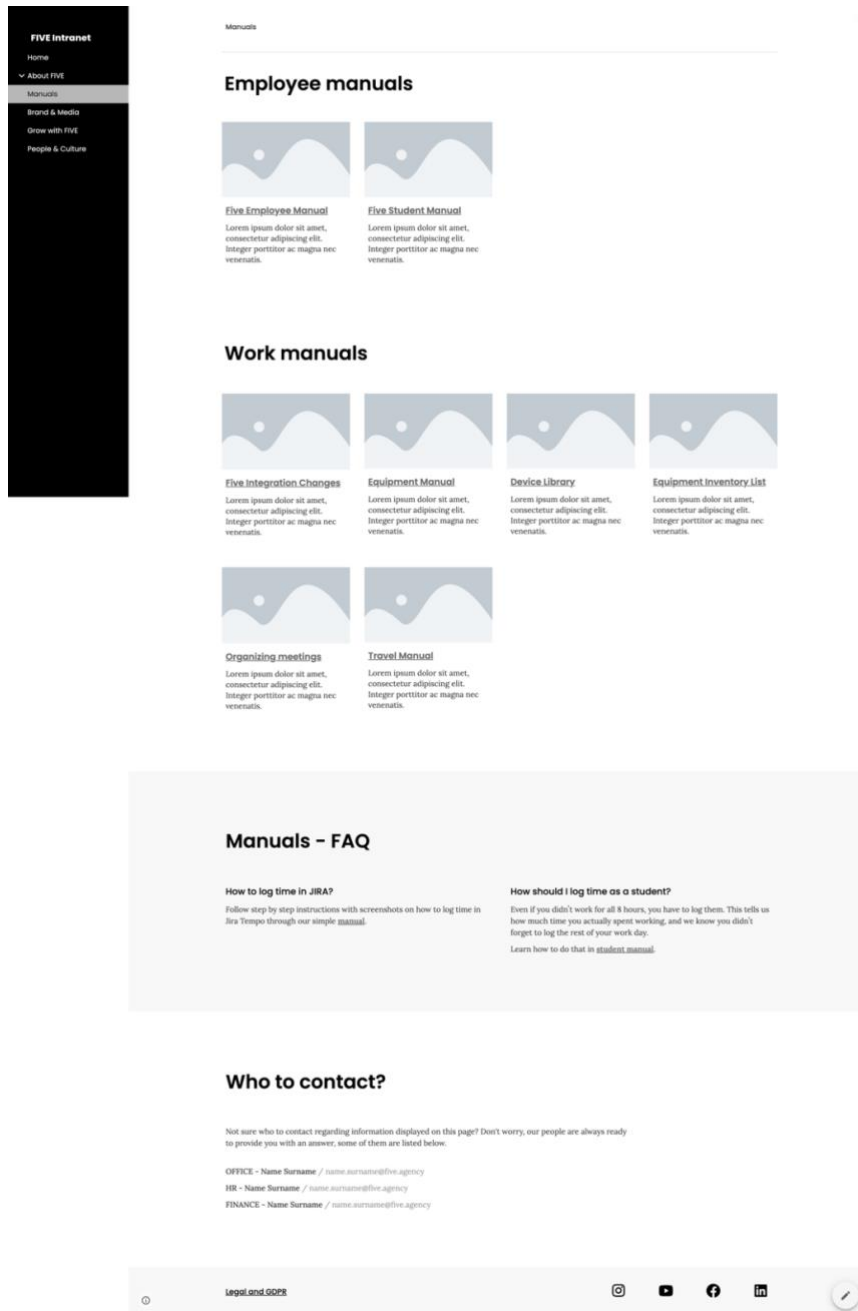 FIVE Intranet
Home
About FIVE
Manuals
Brand & Media
Grow with FIVE
People & Culture
Manuals
Employee manuals
Five Employee Manual
Lorem ipsum dolor sit amet,
consectetur adipiscing elit.
Integer porttitor ac magna nec
venenatis.
Five Student Manual
Lorem ipsum dolor sit amet,
consectetur adipiscing elit.
Integer porttitor ac magna nec
venenatis.
Work manuals
Five Integration Changes
Lorem ipsum dolor sit amet,
consectetur adipiscing elit.
Integer porttitor ac magna nec
venenatis.
Equipment Manual
Lorem ipsum dolor sit amet,
consectetur adipiscing elit.
Integer porttitor ac magna nec
venenatis.
Device Library
Lorem ipsum dolor sit amet,
consectetur adipiscing elit.
Integer porttitor ac magna nec
venenatis.
Equipment Inventory List
Lorem ipsum dolor sit amet,
consectetur adipiscing elit.
Integer porttitor ac magna nec
venenatis.
Organizing meetings
Lorem ipsum dolor sit amet,
consectetur adipiscing elit.
Integer porttitor ac magna nec
venenatis.
Travel Manual
Lorem ipsum dolor sit amet,
consectetur adipiscing elit.
Integer porttitor ac magna nec
venenatis.
Manuals - FAQ
How to log time in JIRA?
Follow step by step instructions with screenshots on how to log time in
Jira Tempo through our simple manual.
How should I log time as a student?
Even if you didn't work for all 8 hours, you have to log them. This tells us
how much time you actually spent working, and we know you didn't
forget to log the rest of your work day.
Learn how to do that in student manual.
Who to contact?
Not sure who to contact regarding information displayed on this page? Don't worry, our people are always ready
to provide you with an answer, some of them are listed below.
OFFICE - Name Surname / name.surname@five.agency
HR - Name Surname / name.surname@five.agency
FINANCE - Name Surname / name.surname@five.agency
Legal and GDPR